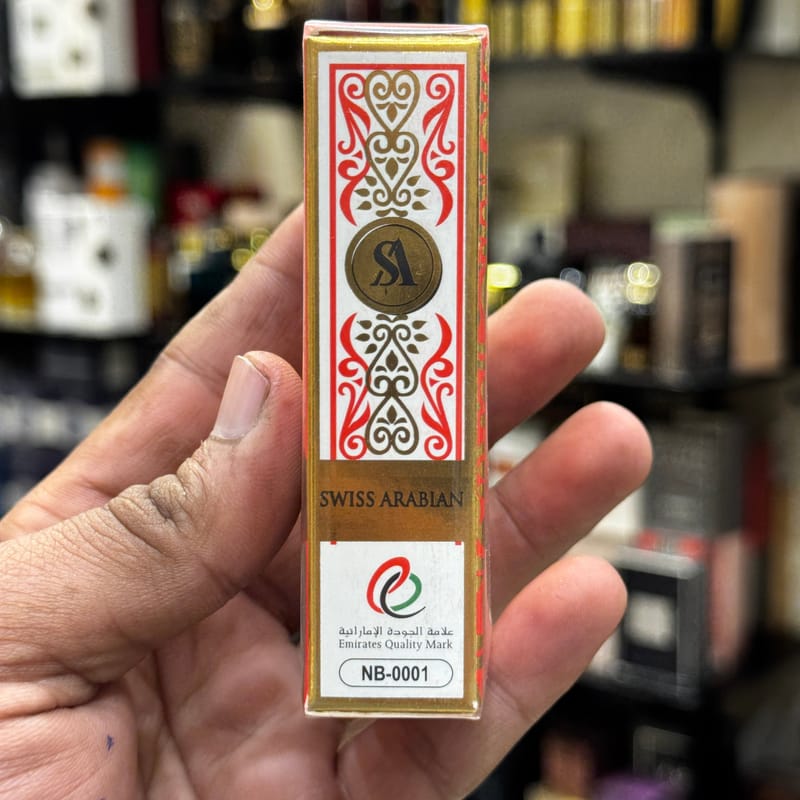 SA
SWISS ARABIAN
علامة الجودة الإماراتية
Emirates Quality Mark
NB-0001